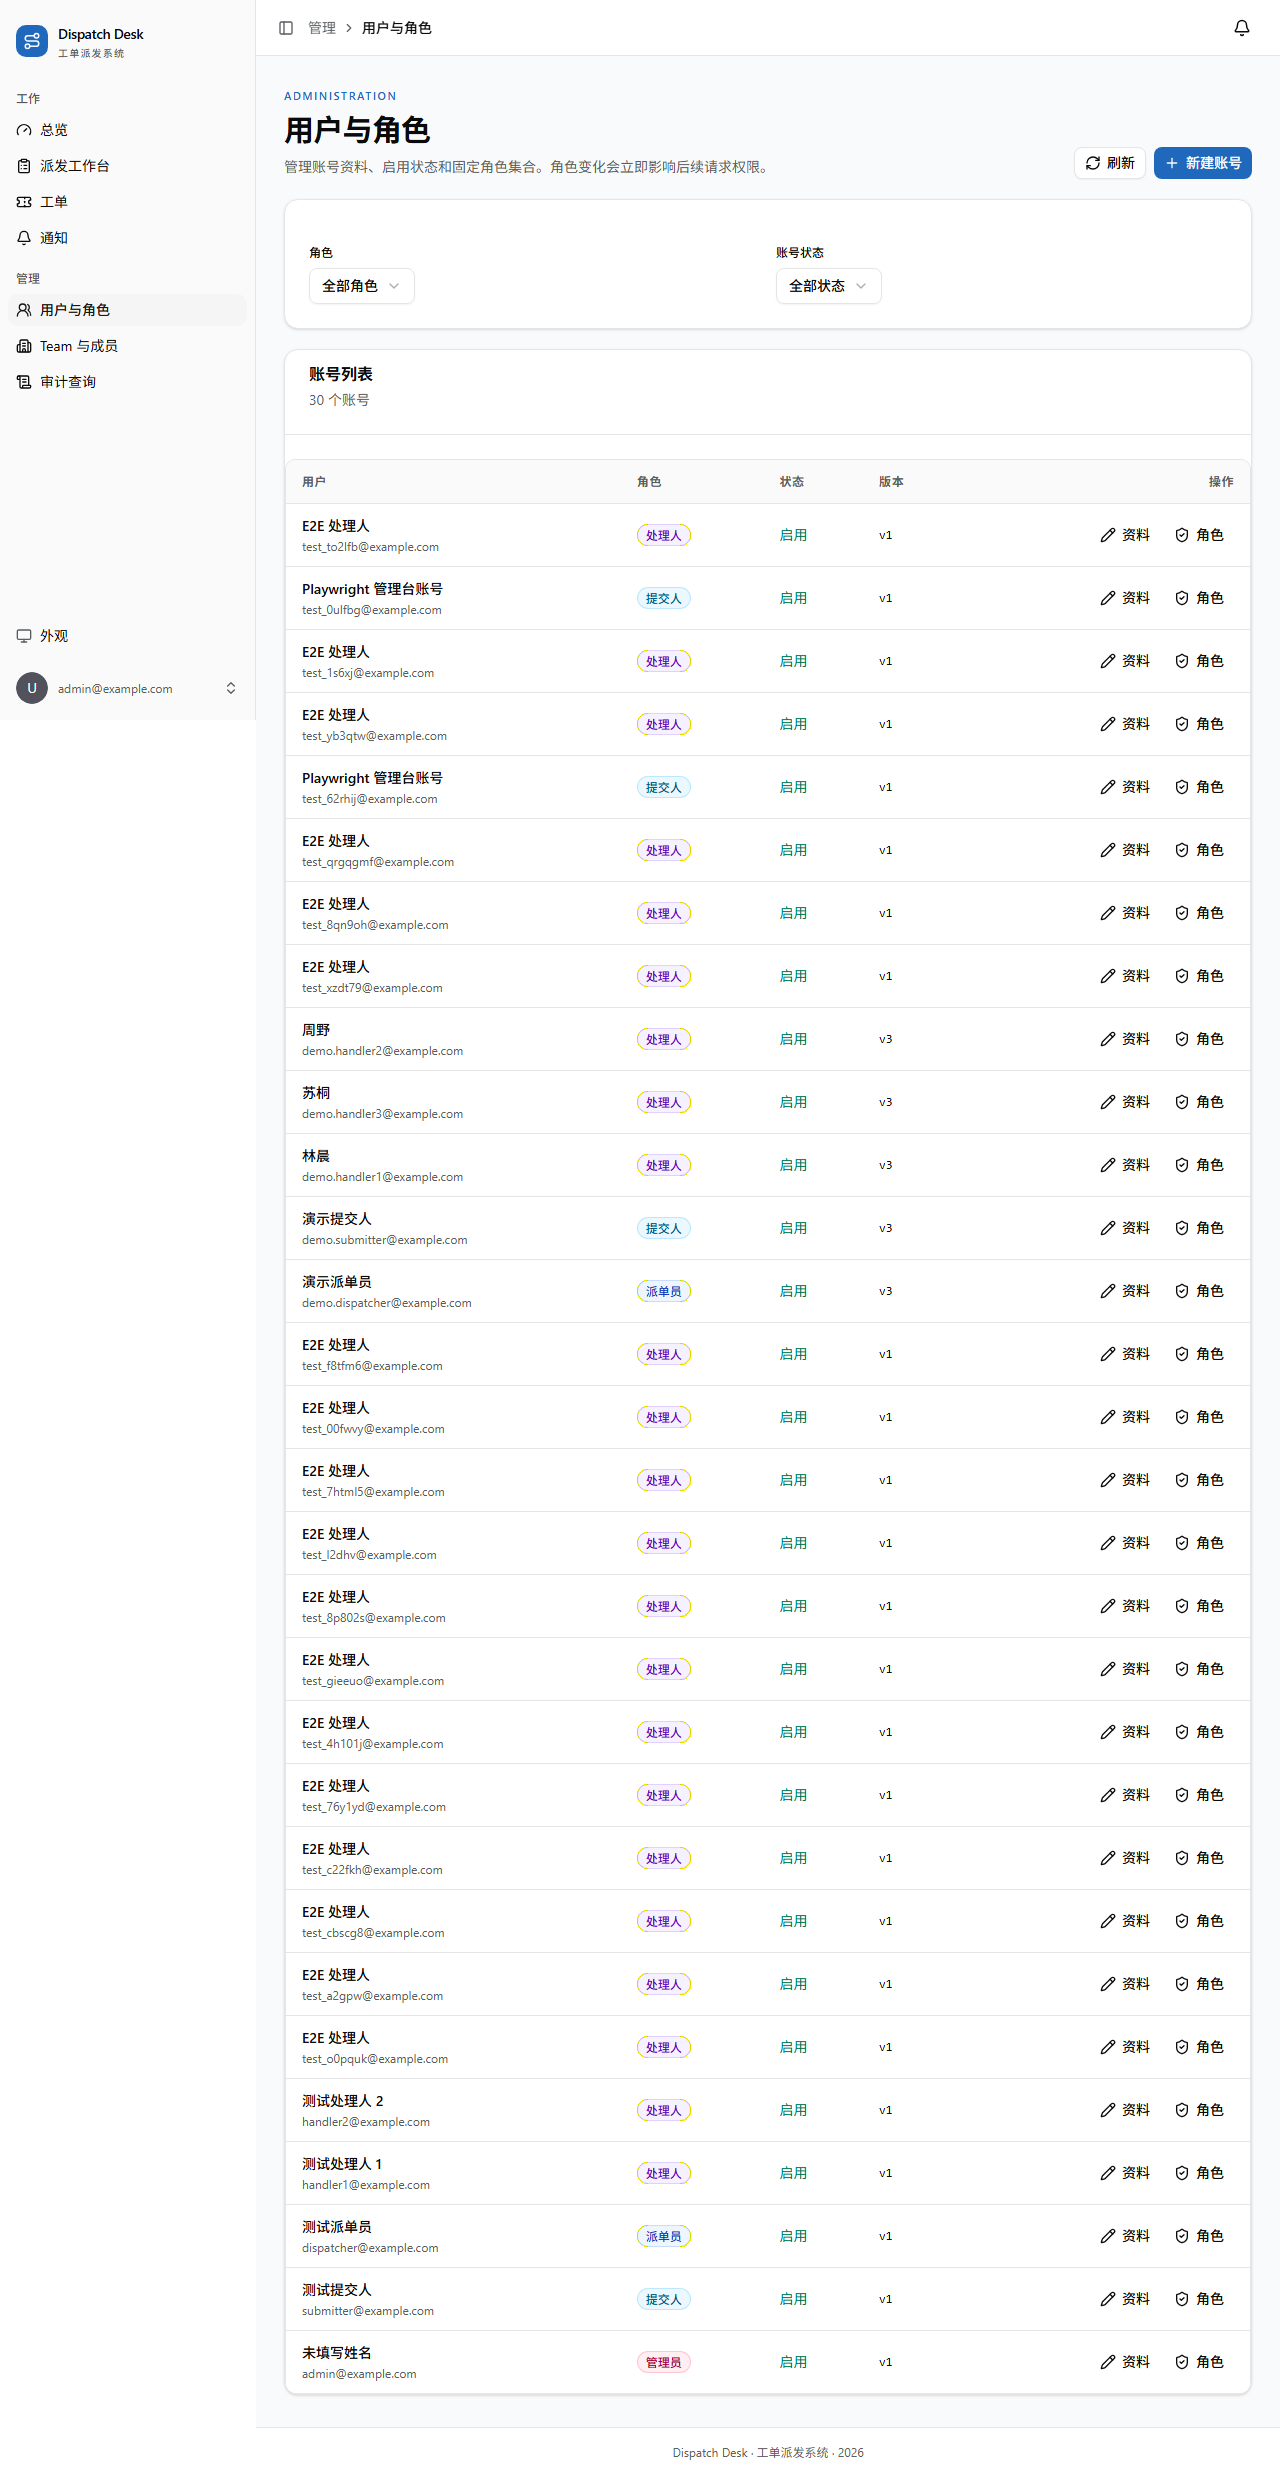 Dispatch Desk
工单派发系统
工作
总览
派发工作台
工单
通知
管理
用户与角色
Team 与成员
审计查询
外观
U admin@example.com
管理 > 用户与角色
ADMINISTRATION
用户与角色
管理账号资料、启用状态和固定角色集合。角色变化会立即影响后续请求权限。
刷新 新建账号
角色 账号状态
全部角色 全部状态
账号列表
30 个账号
用户 角色 状态 版本 操作
E2E 处理人
test_to2lfb@example.com
处理人 启用 v1 资料 角色
Playwright 管理台账号
test_0ulfbg@example.com
提交人 启用 v1 资料 角色
E2E 处理人
test_1s6xj@example.com
处理人 启用 v1 资料 角色
E2E 处理人
test_yb3qtw@example.com
处理人 启用 v1 资料 角色
Playwright 管理台账号
test_62rhij@example.com
提交人 启用 v1 资料 角色
E2E 处理人
test_qrgqgmf@example.com
处理人 启用 v1 资料 角色
E2E 处理人
test_8qn9oh@example.com
处理人 启用 v1 资料 角色
E2E 处理人
test_xzdt79@example.com
处理人 启用 v1 资料 角色
周野
demo.handler2@example.com
处理人 启用 v3 资料 角色
苏桐
demo.handler3@example.com
处理人 启用 v3 资料 角色
林晨
demo.handler1@example.com
处理人 启用 v3 资料 角色
演示提交人
demo.submitter@example.com
提交人 启用 v3 资料 角色
演示派单员
demo.dispatcher@example.com
派单员 启用 v3 资料 角色
E2E 处理人
test_f8tfm6@example.com
处理人 启用 v1 资料 角色
E2E 处理人
test_00fwvy@example.com
处理人 启用 v1 资料 角色
E2E 处理人
test_7html5@example.com
处理人 启用 v1 资料 角色
E2E 处理人
test_l2dhv@example.com
处理人 启用 v1 资料 角色
E2E 处理人
test_8p802s@example.com
处理人 启用 v1 资料 角色
E2E 处理人
test_gieeuo@example.com
处理人 启用 v1 资料 角色
E2E 处理人
test_4h101j@example.com
处理人 启用 v1 资料 角色
E2E 处理人
test_76y1yd@example.com
处理人 启用 v1 资料 角色
E2E 处理人
test_c22fkh@example.com
处理人 启用 v1 资料 角色
E2E 处理人
test_cbscg8@example.com
处理人 启用 v1 资料 角色
E2E 处理人
test_a2gpw@example.com
处理人 启用 v1 资料 角色
E2E 处理人
test_o0pquk@example.com
处理人 启用 v1 资料 角色
测试处理人 2
handler2@example.com
处理人 启用 v1 资料 角色
测试处理人 1
handler1@example.com
处理人 启用 v1 资料 角色
测试派单员
dispatcher@example.com
派单员 启用 v1 资料 角色
测试提交人
submitter@example.com
提交人 启用 v1 资料 角色
未填写姓名
admin@example.com
管理员 启用 v1 资料 角色
Dispatch Desk · 工单派发系统 · 2026